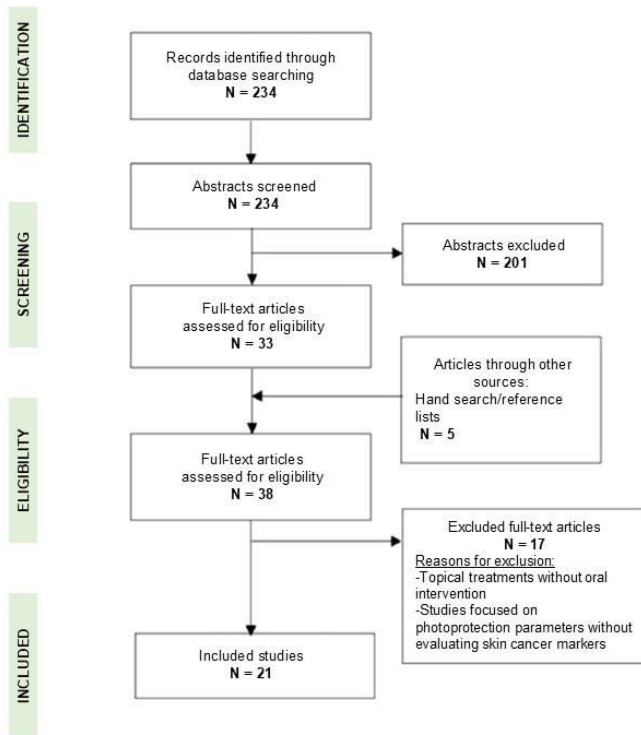 IDENTIFICATION
Records identified through
database searching
N = 234
Abstracts screened
N = 234
SCREENING
Abstracts excluded
N = 201
Full-text articles
assessed for eligibility
N = 33
Articles through other
sources:
Hand search/reference
lists
N = 5
ELIGIBILITY
Full-text articles
assessed for eligibility
N = 38
Excluded full-text articles
N = 17
Reasons for exclusion:
-Topical treatments without oral
intervention
-Studies focused on
photoprotection parameters without
evaluating skin cancer markers
INCLUDED
Included studies
N = 21